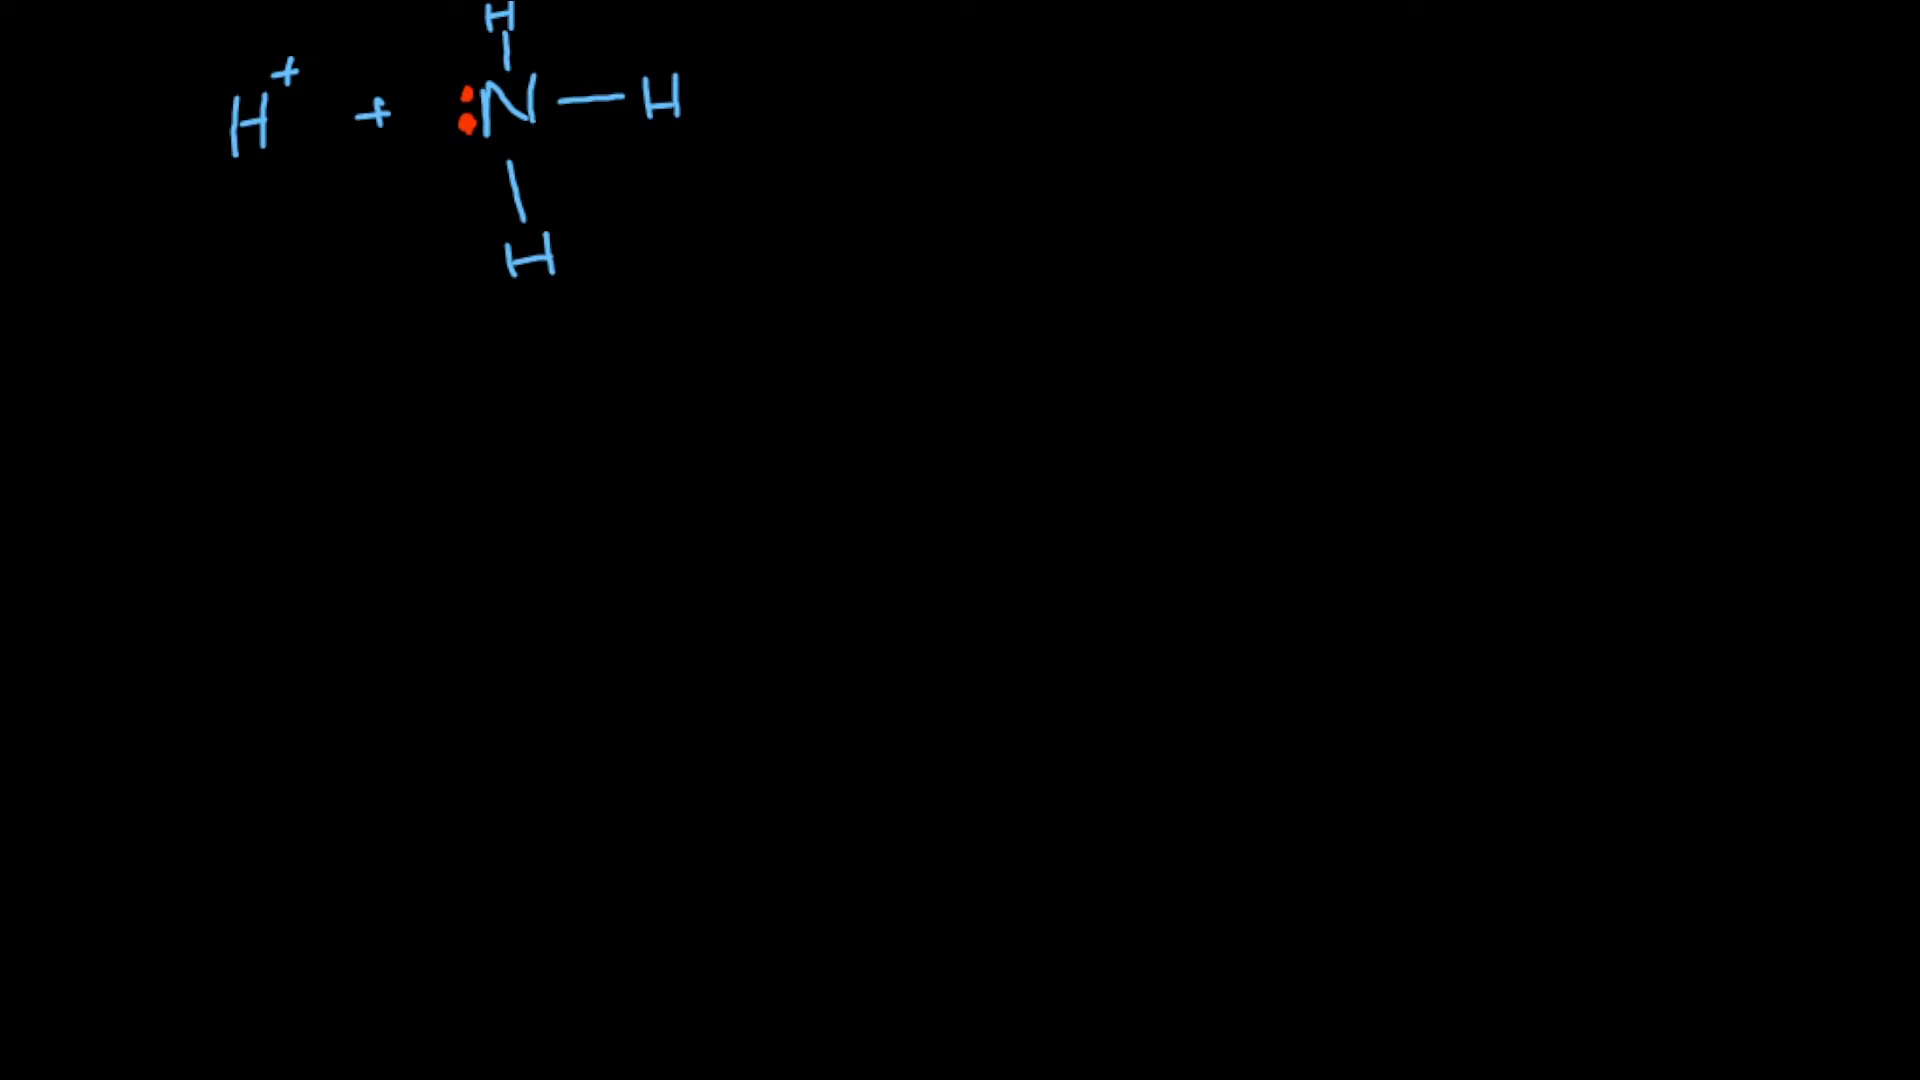 H
H⁺ + :N — H
H